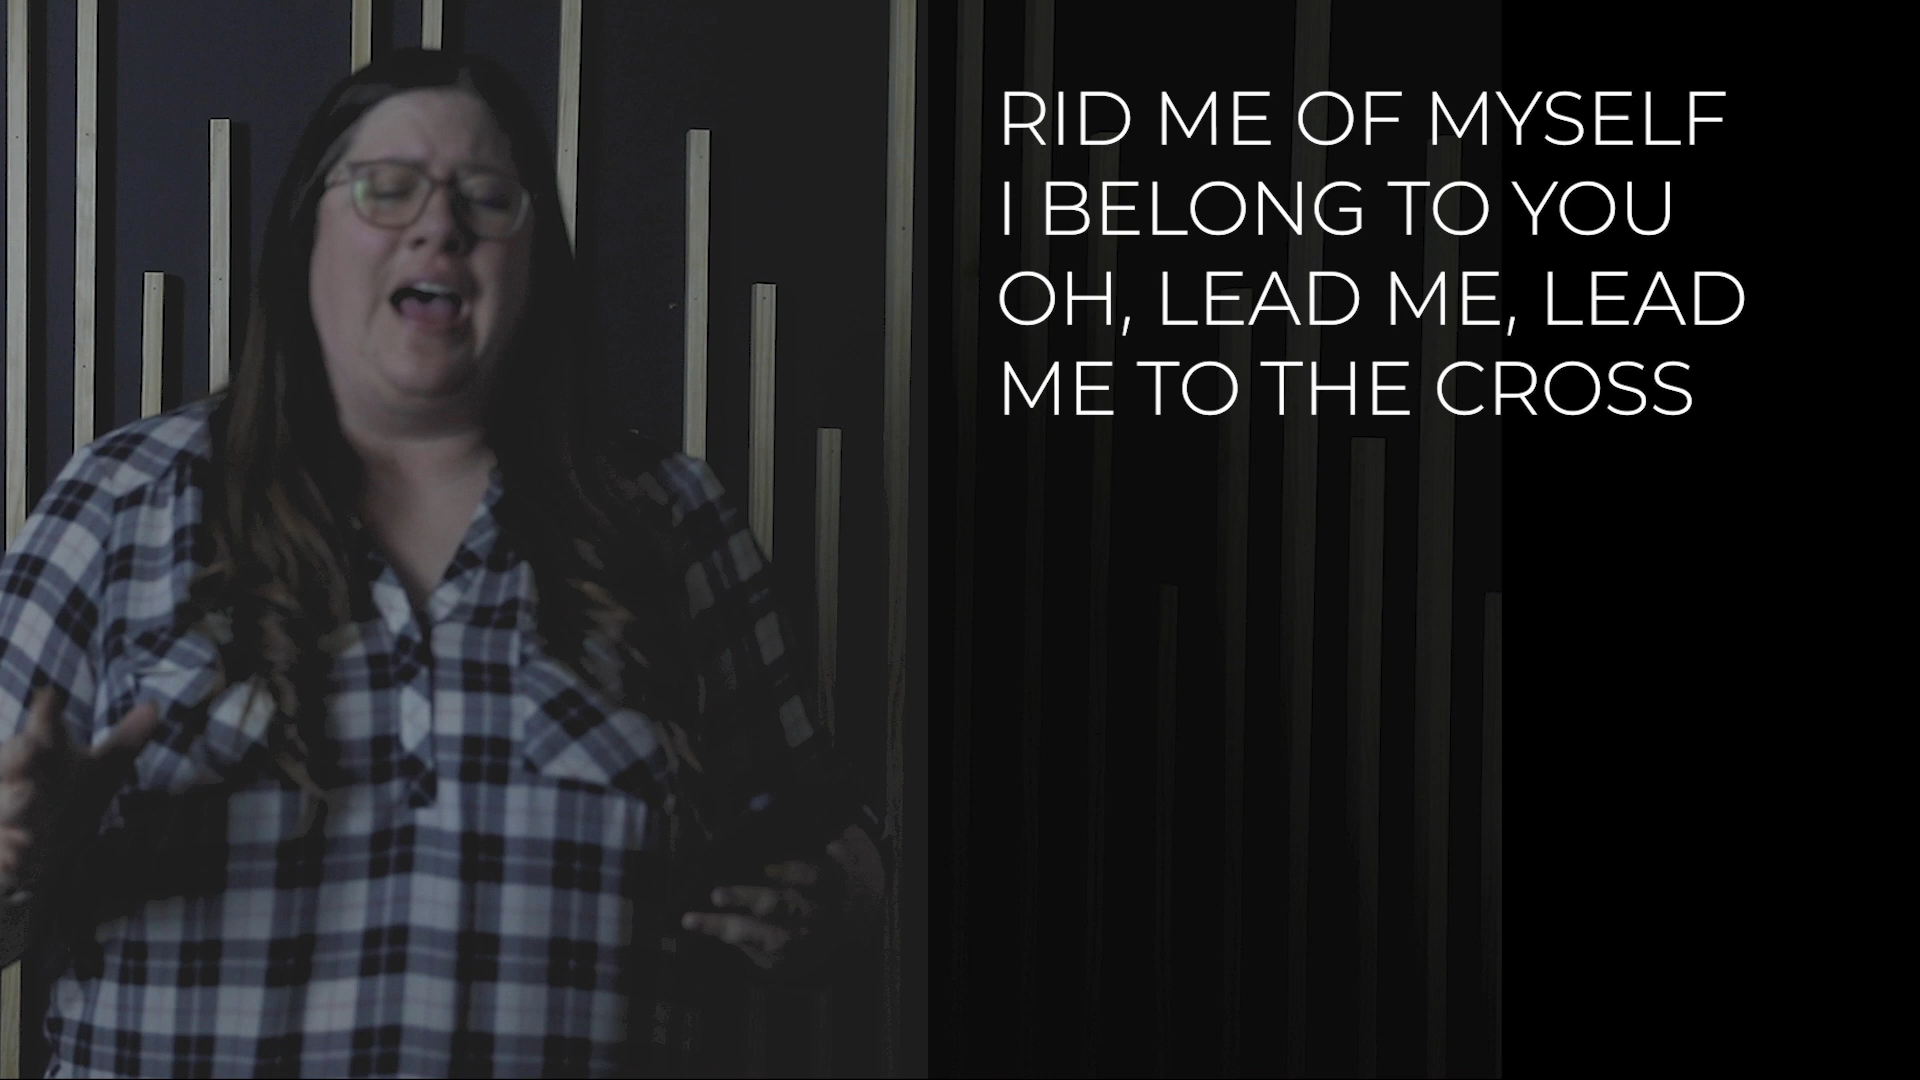 RID ME OF MYSELF
I BELONG TO YOU
OH, LEAD ME, LEAD
ME TO THE CROSS